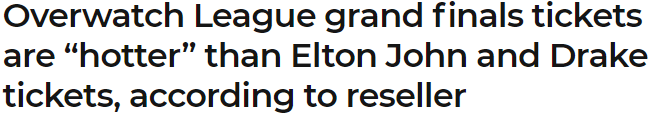 Overwatch League grand finals tickets
are “hotter” than Elton John and Drake
tickets, according to reseller